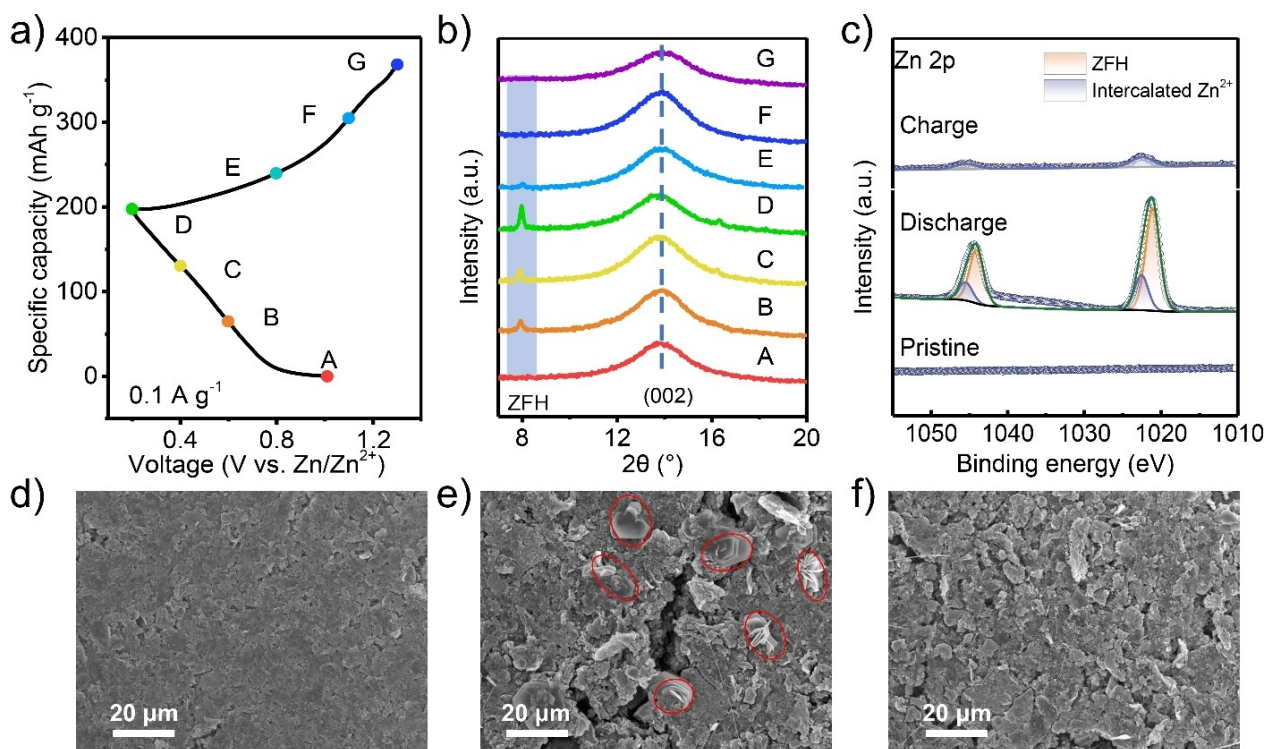 a)
400
300
200
100
0
Specific capacity (mAh g⁻¹)
G
F
E
D
C
B
A
0.1 A g⁻¹
0.4 0.8 1.2
Voltage (V vs. Zn/Zn²⁺)
b)
Intensity (a.u.)
G
F
E
D
C
B
A
ZFH
(002)
8 12 16 20
2θ (°)
c)
Zn 2p
ZFH
Intercalated Zn²⁺
Charge
Discharge
Pristine
Intensity (a.u.)
1050 1040 1030 1020 1010
Binding energy (eV)
d)
20 μm
e)
20 μm
f)
20 μm